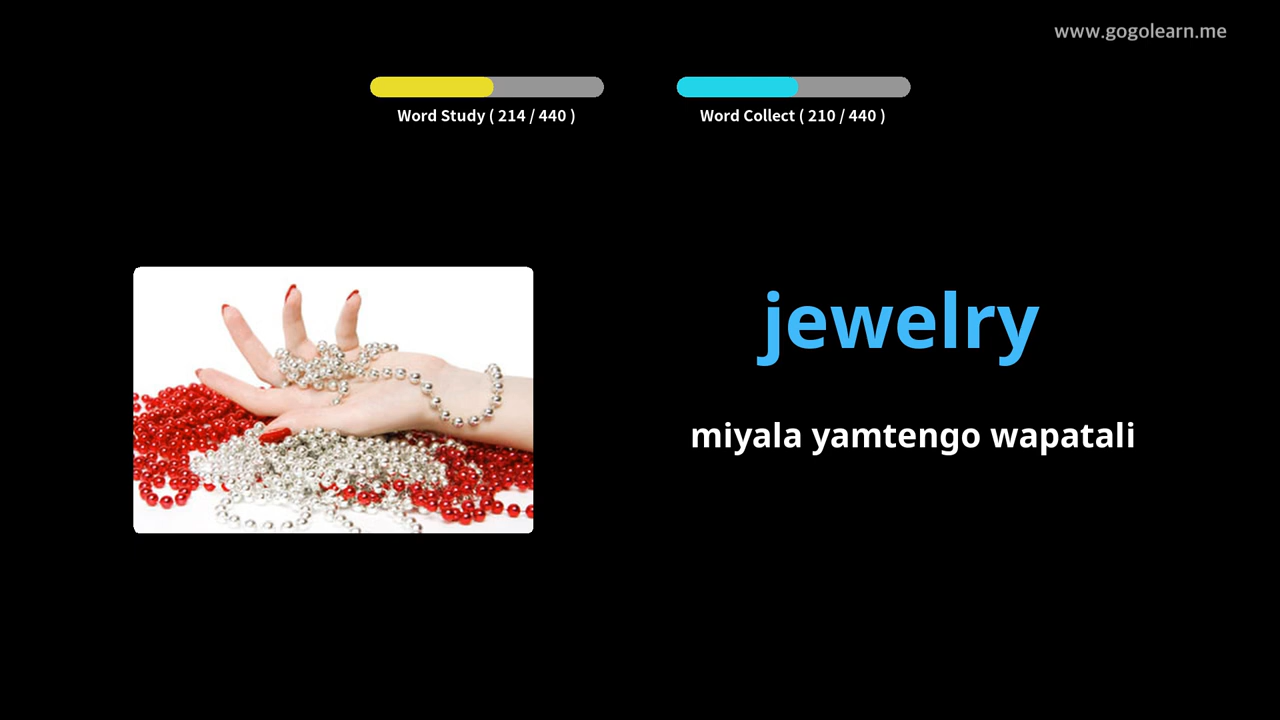 www.gogolearn.me
Word Study ( 214 / 440 )
Word Collect ( 210 / 440 )
jewelry
miyala yamtengo wapatali